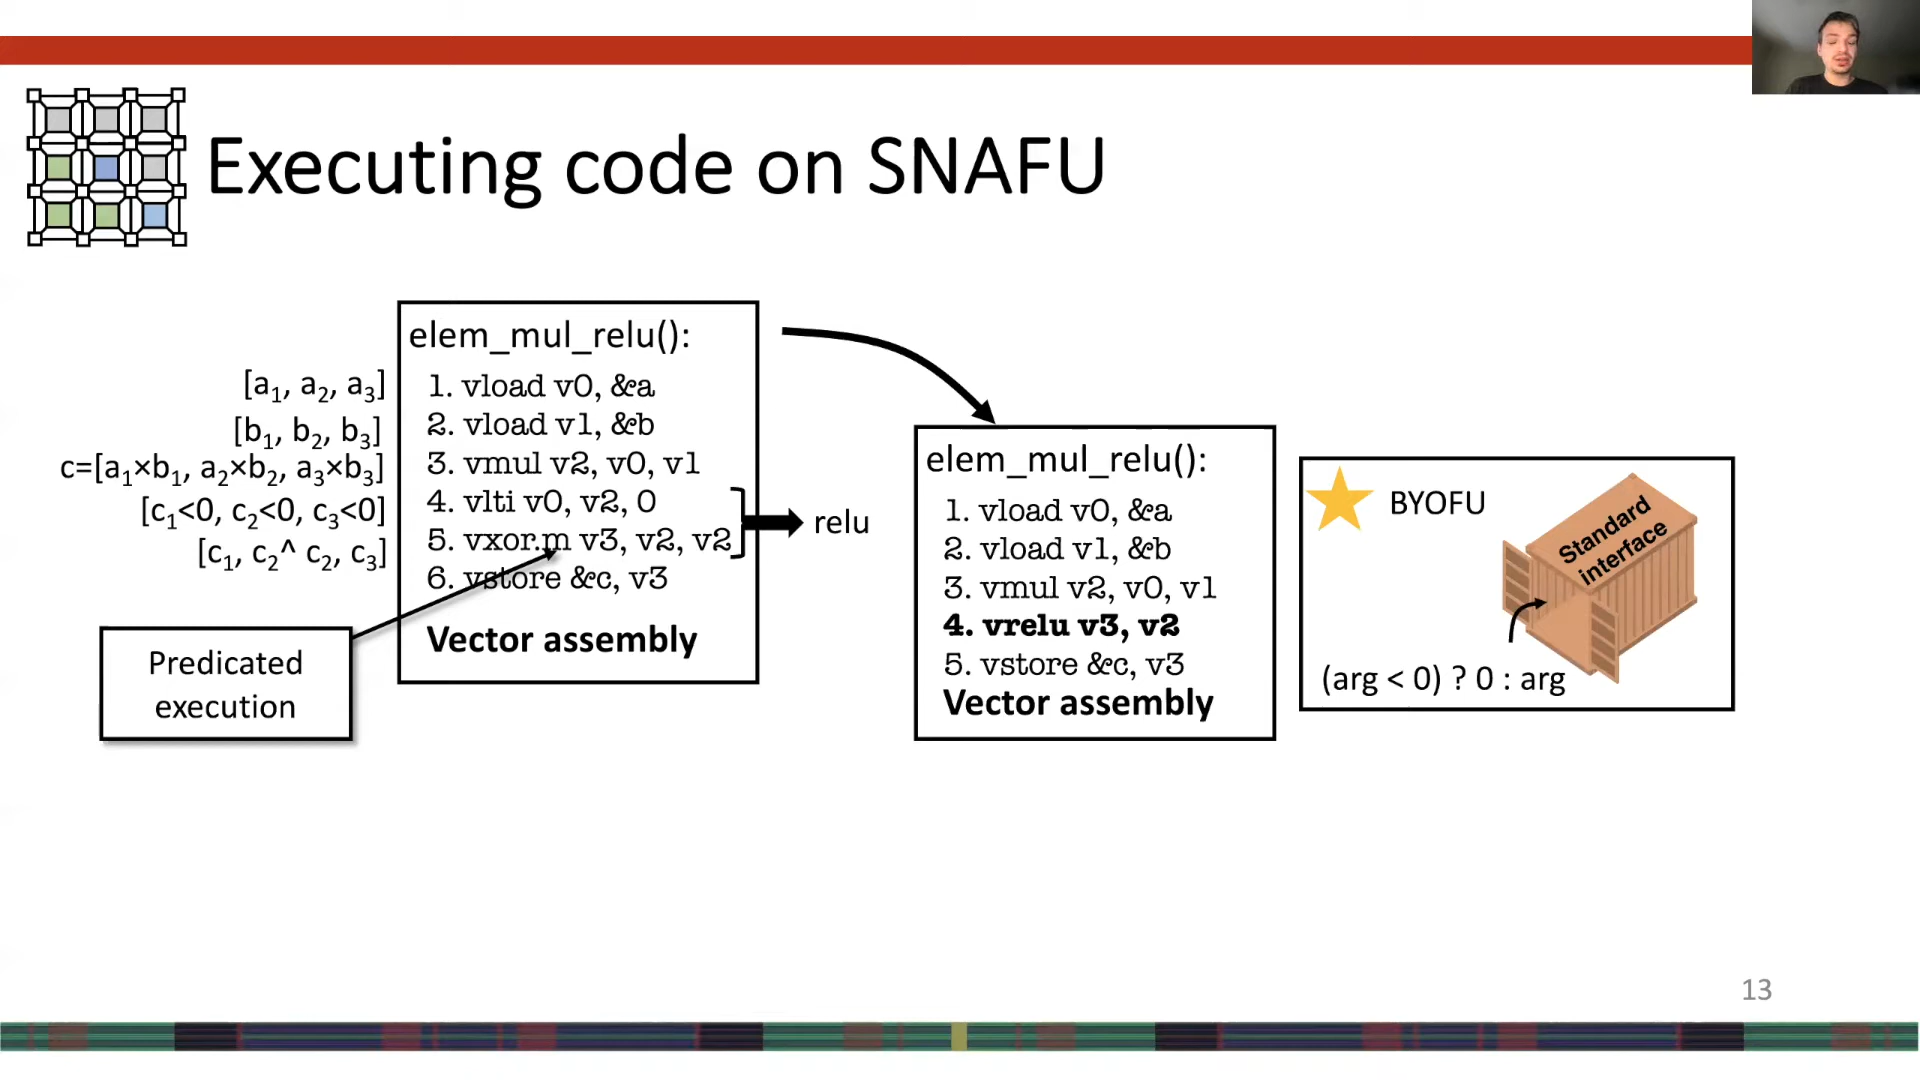 Executing code on SNAFU
[a₁, a₂, a₃]
[b₁, b₂, b₃]
c=[a₁×b₁, a₂×b₂, a₃×b₃]
[c₁<0, c₂<0, c₃<0]
[c₁, c₂^ c₂, c₃]
Predicated
execution
elem_mul_relu():
1. vload v0, &a
2. vload v1, &b
3. vmul v2, v0, v1
4. vlti v0, v2, 0
5. vxor.m v3, v2, v2
6. vstore &c, v3
Vector assembly
relu
elem_mul_relu():
1. vload v0, &a
2. vload v1, &b
3. vmul v2, v0, v1
4. vrelu v3, v2
5. vstore &c, v3
Vector assembly
BYOFU
Standard
interface
(arg < 0) ? 0 : arg
13